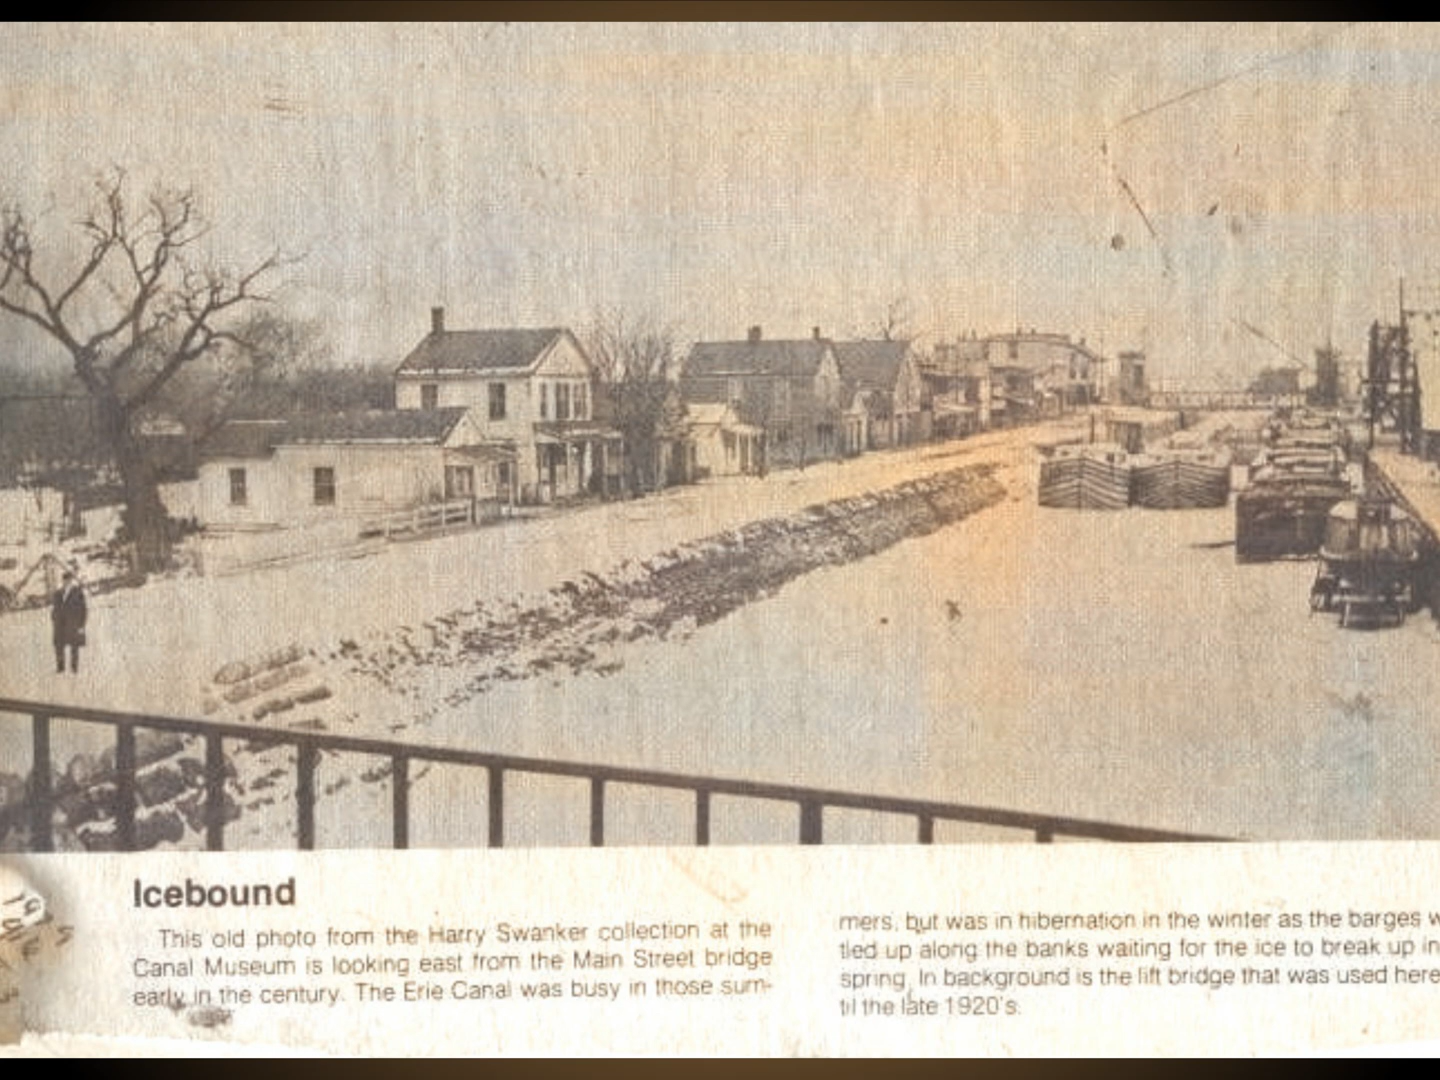 Icebound
This old photo from the Harry Swanker collection at the
Canal Museum is looking east from the Main Street bridge
early in the century. The Erie Canal was busy in those sum-
mers, but was in hibernation in the winter as the barges w
tied up along the banks waiting for the ice to break up in
spring. In background is the lift bridge that was used here
til the late 1920's.